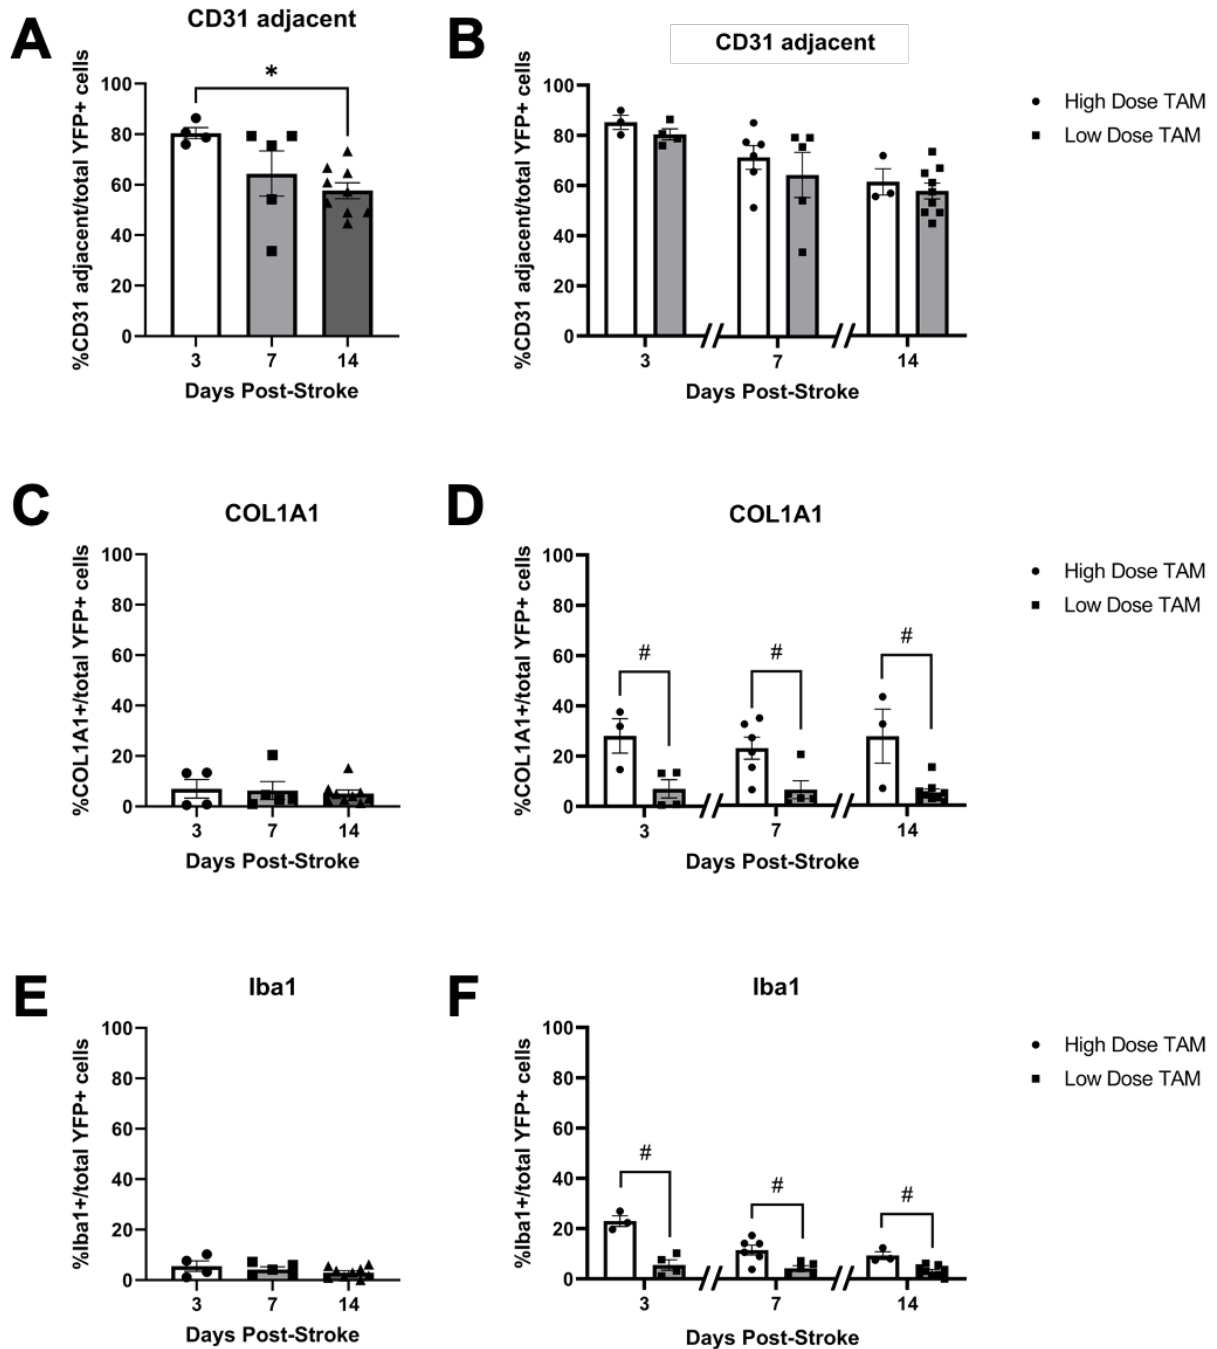 A
CD31 adjacent
%CD31 adjacent/total YFP+ cells
100
80
60
40
20
0
*
3 7 14
Days Post-Stroke
B
CD31 adjacent
%CD31 adjacent/total YFP+ cells
100
80
60
40
20
0
3 7 14
Days Post-Stroke
High Dose TAM
Low Dose TAM
C
COL1A1
%COL1A1+/total YFP+ cells
100
80
60
40
20
0
3 7 14
Days Post-Stroke
D
COL1A1
%COL1A1+/total YFP+ cells
100
80
60
40
20
0
# # #
3 7 14
Days Post-Stroke
High Dose TAM
Low Dose TAM
E
Iba1
%Iba1+/total YFP+ cells
100
80
60
40
20
0
3 7 14
Days Post-Stroke
F
Iba1
%Iba1+/total YFP+ cells
100
80
60
40
20
0
# # #
3 7 14
Days Post-Stroke
High Dose TAM
Low Dose TAM